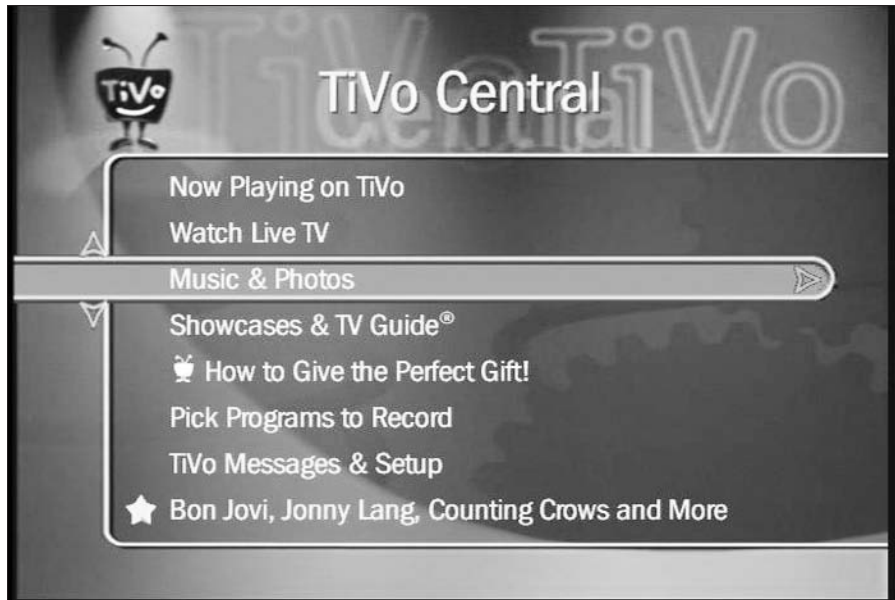 TiVo
TiVo Central
Now Playing on TiVo
Watch Live TV
Music & Photos
Showcases & TV Guide®
How to Give the Perfect Gift!
Pick Programs to Record
TiVo Messages & Setup
Bon Jovi, Jonny Lang, Counting Crows and More